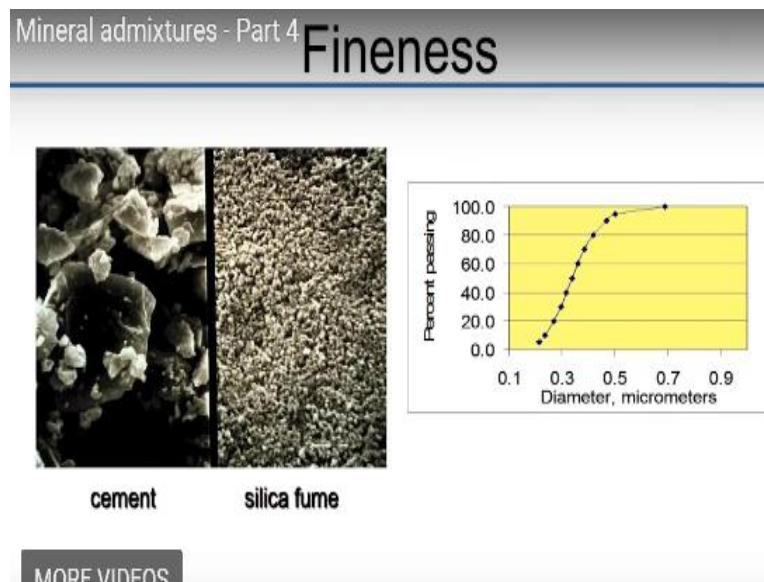 Mineral admixtures - Part 4
Fineness
Percent passing
100.0
80.0
60.0
40.0
20.0
0.0
0.1 0.3 0.5 0.7 0.9
Diameter, micrometers
cement silica fume
MORE VIDEOS